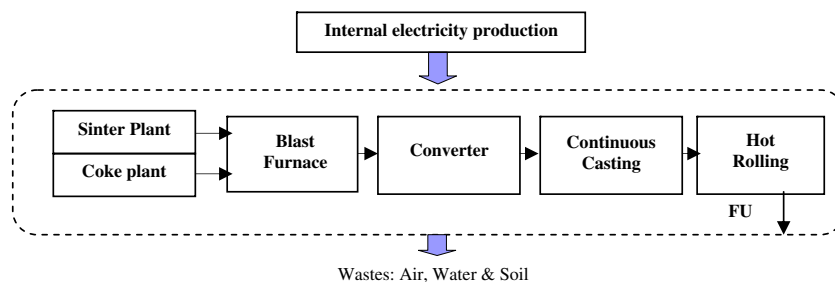 Internal electricity production
Sinter Plant
Coke plant
Blast
Furnace
Converter
Continuous
Casting
Hot
Rolling
FU
Wastes: Air, Water & Soil